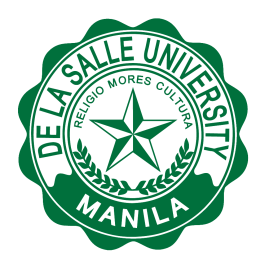 DE LA SALLE UNIVERSITY
RELIGIO MORES CULTURA
MANILA